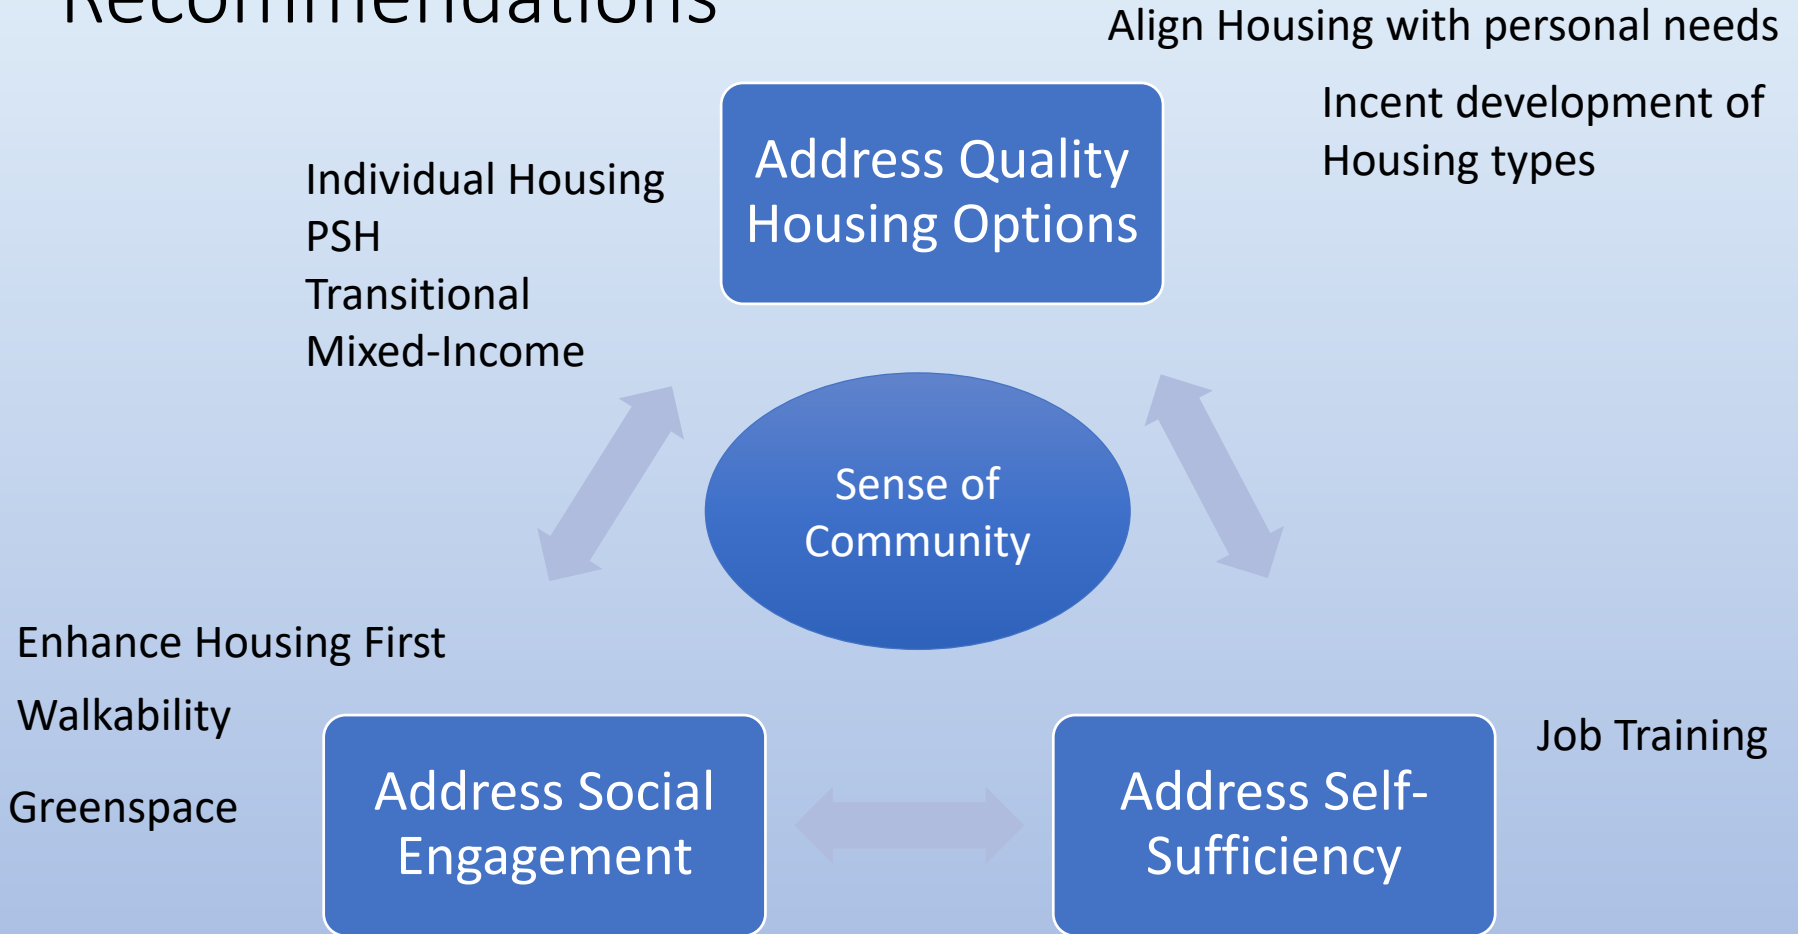 Recommendations
Align Housing with personal needs
Incent development of
Housing types
Address Quality
Housing Options
Individual Housing
PSH
Transitional
Mixed-Income
Sense of
Community
Enhance Housing First
Walkability
Greenspace
Address Social
Engagement
Address Self-
Sufficiency
Job Training